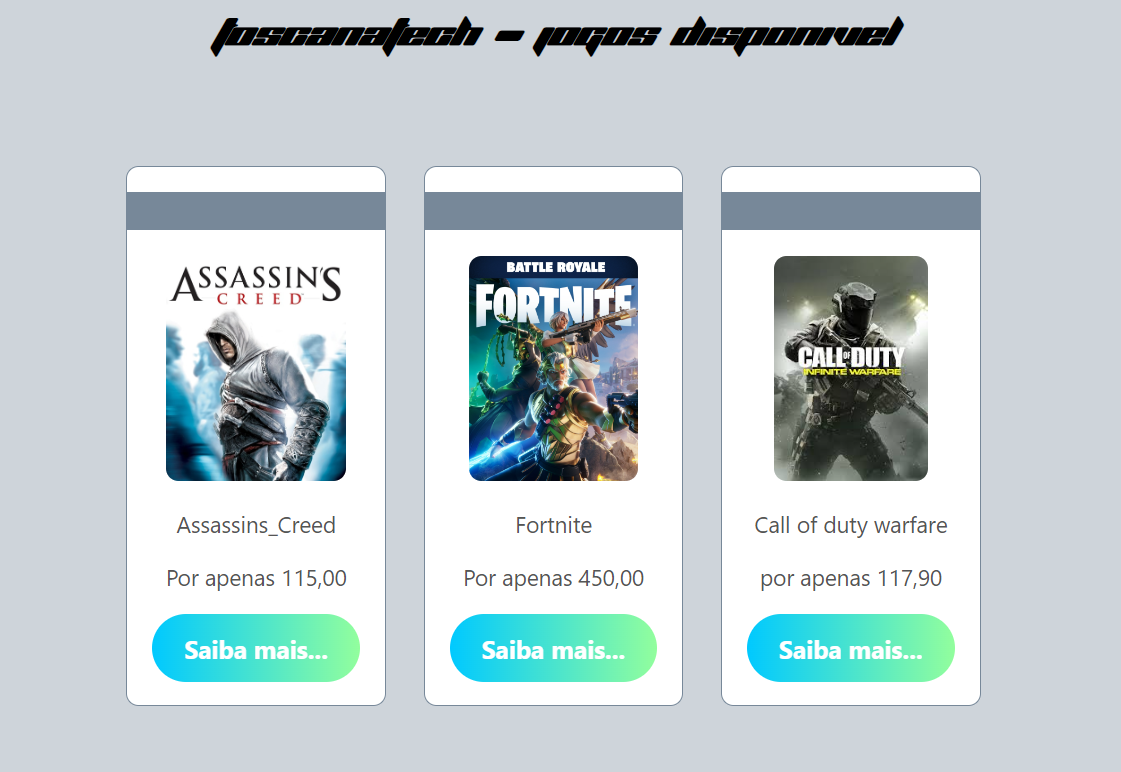 toscanatech - jogos disponivel
ASSASSIN'S
CREED
BATTLE ROYALE
FORTNITE
CALL OF DUTY
INFINITE WARFARE
Assassins_Creed
Fortnite
Call of duty warfare
Por apenas 115,00
Por apenas 450,00
por apenas 117,90
Saiba mais...
Saiba mais...
Saiba mais...